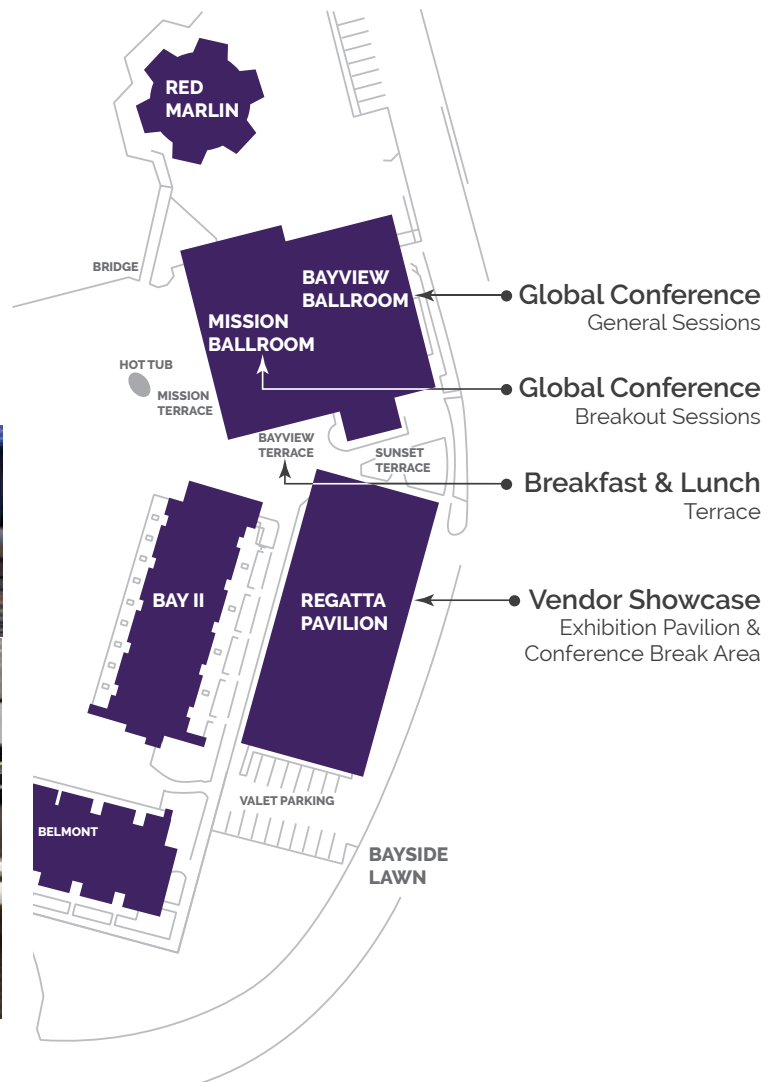 RED
MARLIN
BRIDGE
BAYVIEW
BALLROOM
MISSION
BALLROOM
Global Conference
General Sessions
HOT TUB
MISSION
TERRACE
Global Conference
Breakout Sessions
BAYVIEW
TERRACE
SUNSET
TERRACE
Breakfast & Lunch
Terrace
BAY II
REGATTA
PAVILION
Vendor Showcase
Exhibition Pavilion &
Conference Break Area
VALET PARKING
BELMONT
BAYSIDE
LAWN